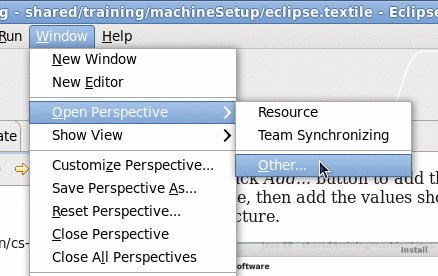 g - shared/training/machineSetup/eclipse.textile - Eclips
Run Window Help
New Window
New Editor
Open Perspective
Resource
Show View
Team Synchronizing
ate
Customize Perspective...
Other...
ck Add... button to add th
Save Perspective As...
e, then add the values sho
Reset Perspective...
cture.
Close Perspective
n/cs-
Close All Perspectives
Install
oftware